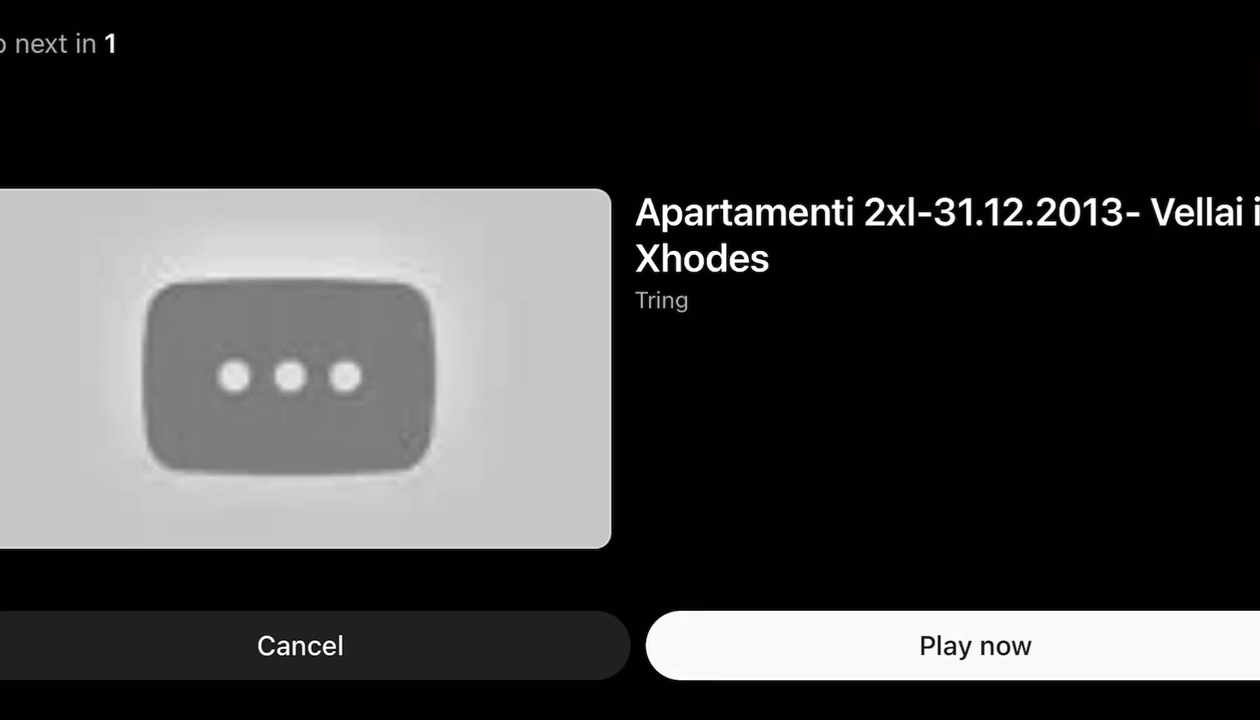 next in 1
Apartamenti 2xl-31.12.2013- Vellai i
Xhodes
Tring
Cancel
Play now